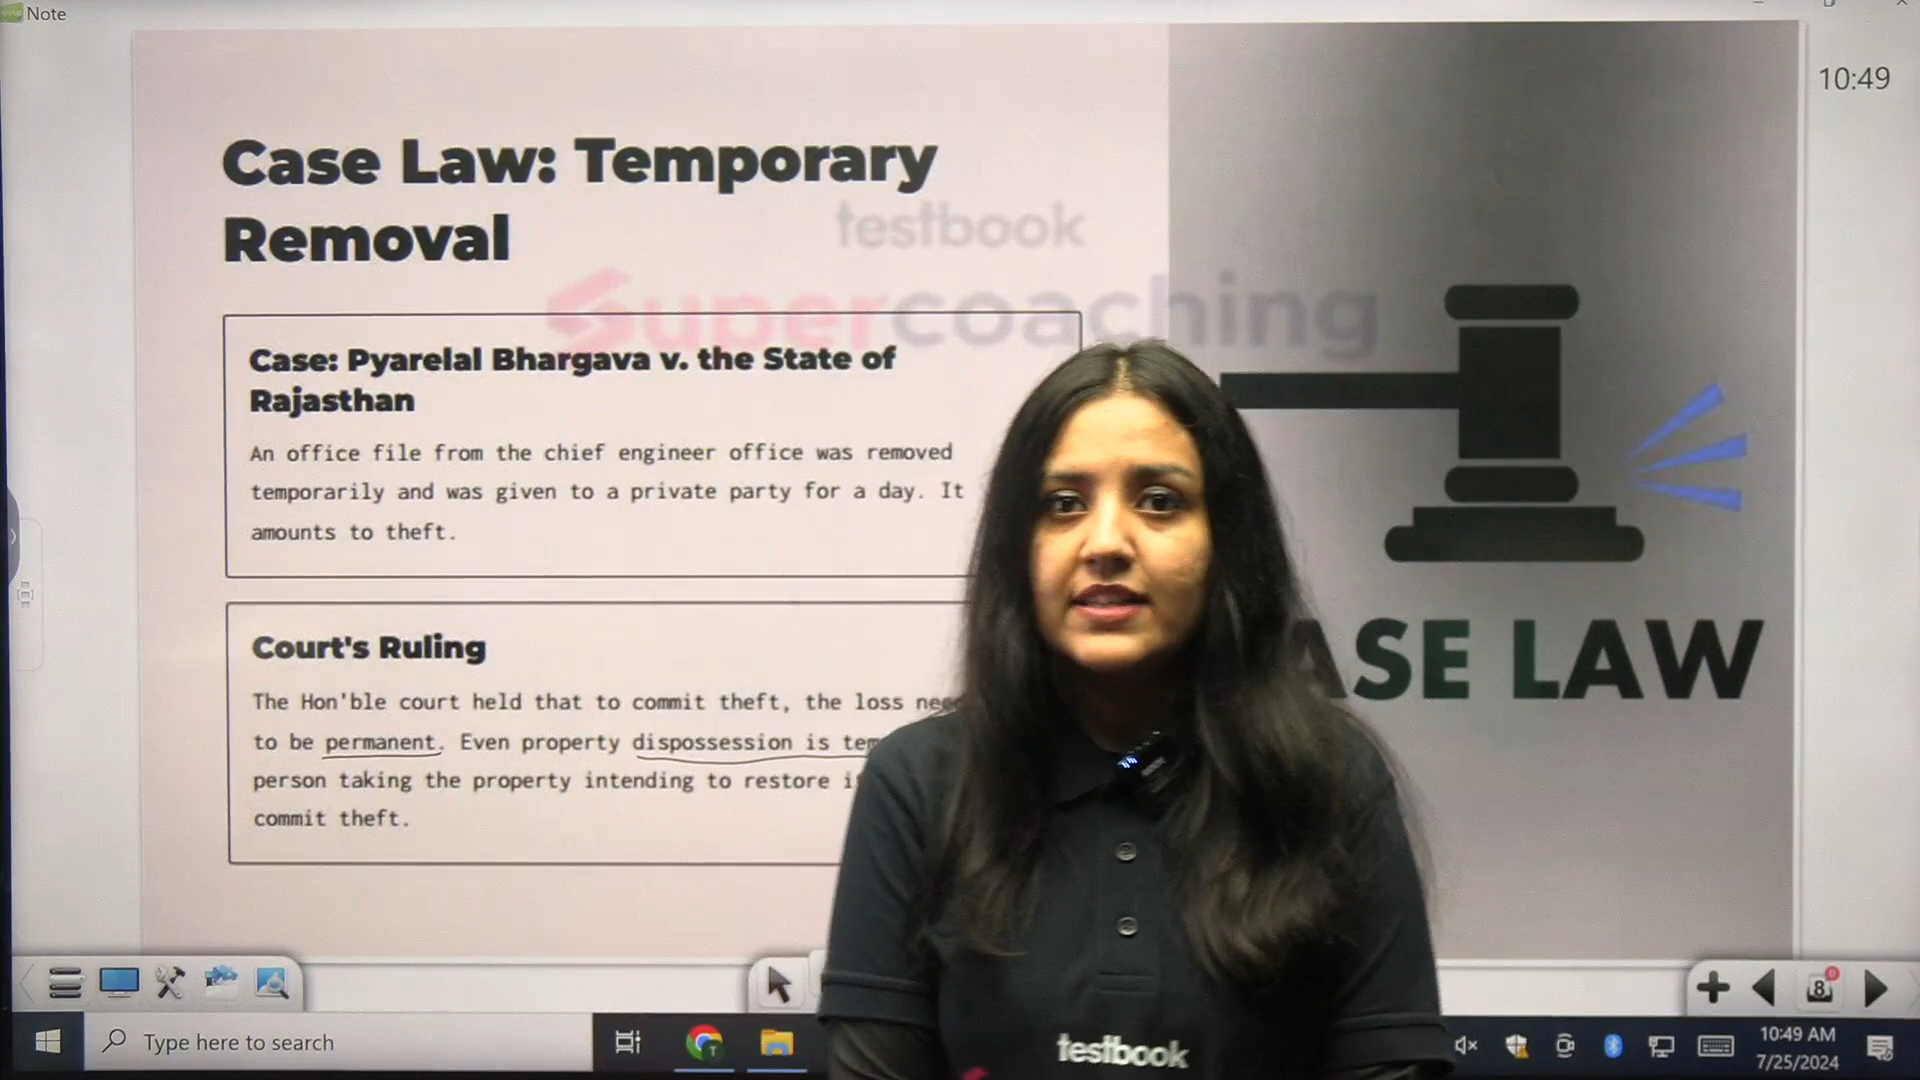 Note
10:49
Case Law: Temporary
Removal
testbook
Supercoaching
Case: Pyarelal Bhargava v. the State of
Rajasthan
An office file from the chief engineer office was removed
temporarily and was given to a private party for a day. It
amounts to theft.
Court's Ruling
The Hon'ble court held that to commit theft, the loss
to be permanent. Even property dispossession is
person taking the property intending to restore
commit theft.
ASE LAW
testbook
8
0
Type here to search
T
10:49 AM
7/25/2024